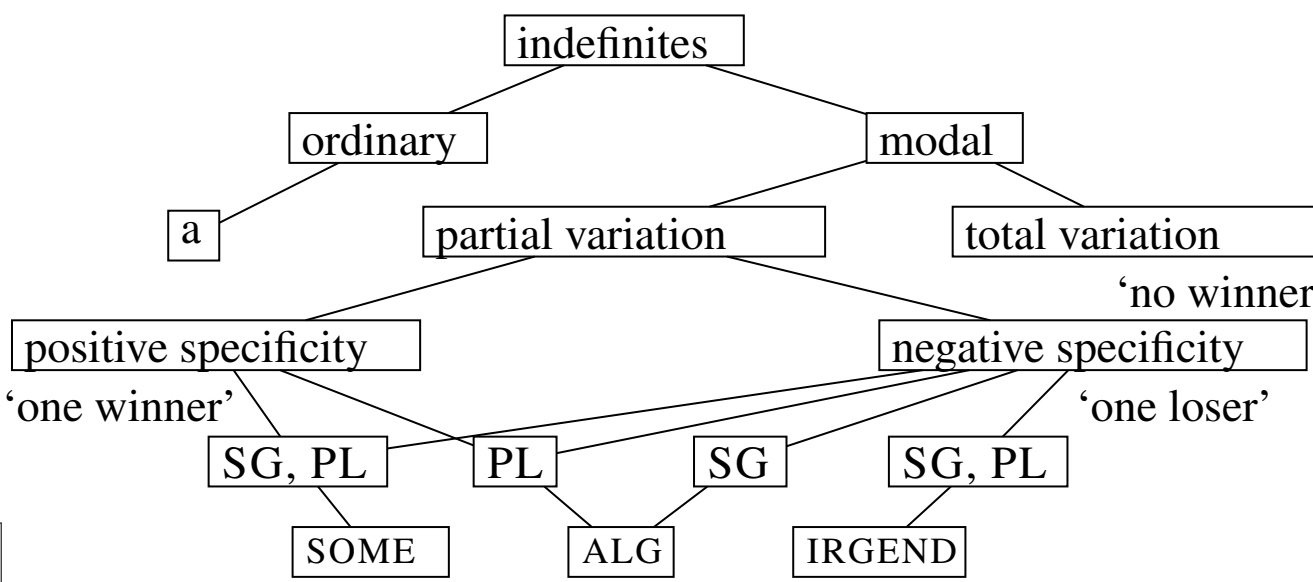 indefinites
ordinary modal
a partial variation total variation
‘no winner
positive specificity negative specificity
‘one winner’ ‘one loser’
SG, PL PL SG SG, PL
SOME ALG IRGEND